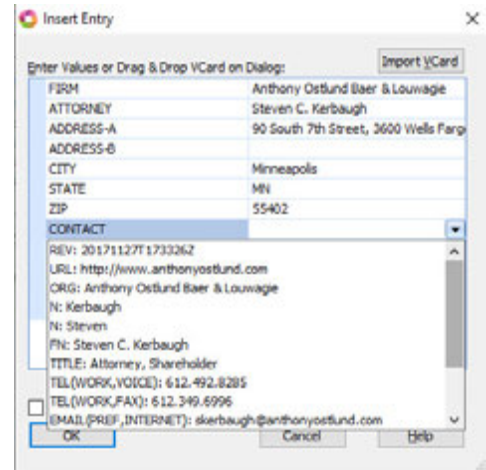 Insert Entry
Enter Values or Drag & Drop VCard on Dialog:
Import VCard
FIRM Anthony Ostlund Baer & Louwagie
ATTORNEY Steven C. Kerbaugh
ADDRESS-A 90 South 7th Street, 3600 Wells Farg
ADDRESS-B
CITY Minneapolis
STATE MN
ZIP 55402
CONTACT
REV: 20171127T173326Z
URL: http://www.anthonyostlund.com
ORG: Anthony Ostlund Baer & Louwagie
N: Kerbaugh
N: Steven
FN: Steven C. Kerbaugh
TITLE: Attorney, Shareholder
TEL(WORK,VOICE): 612.492.8285
TEL(WORK,FAX): 612.349.6996
EMAIL(PREF,INTERNET): skerbaugh@anthonyostlund.com
OK Cancel Help